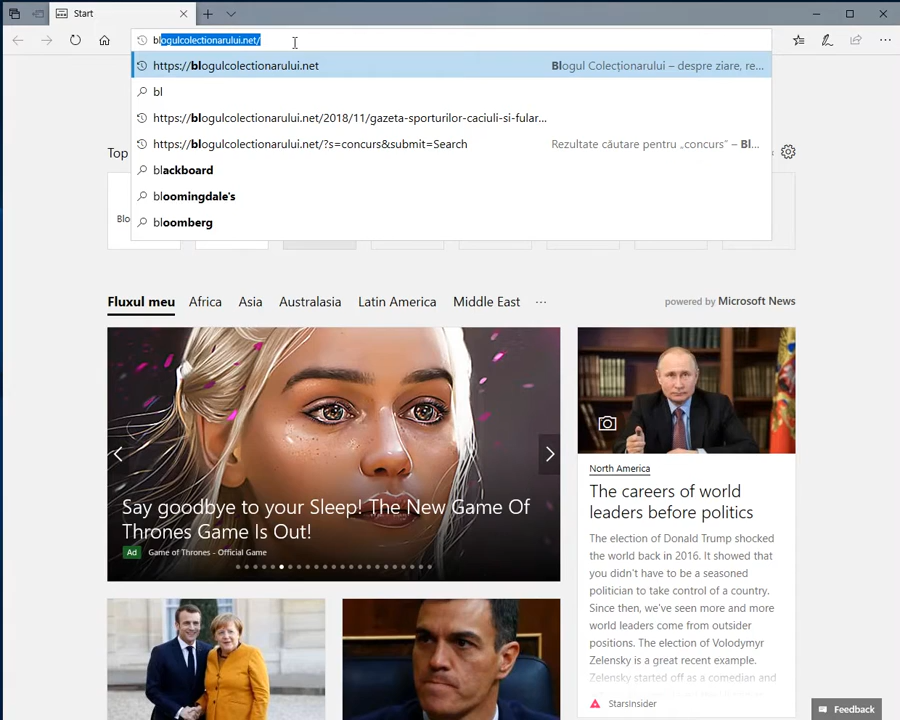 Start
blogulcolectionarului.net/
https://blogulcolectionarului.net Blogul Colecționarului – despre ziare, re...
bl
https://blogulcolectionarului.net/2018/11/gazeta-sporturilor-caciuli-si-fular...
https://blogulcolectionarului.net/?s=concurs&submit=Search Rezultate căutare pentru „concurs” – Bl...
blackboard
bloomingdale's
bloomberg
Top
Blo
Fluxul meu Africa Asia Australasia Latin America Middle East ... powered by Microsoft News
Say goodbye to your Sleep! The New Game Of
Thrones Game Is Out!
Ad Game of Thrones - Official Game
North America
The careers of world
leaders before politics
The election of Donald Trump shocked
the world back in 2016. It showed that
you didn't have to be a seasoned
politician to take control of a country.
Since then, we've seen more and more
world leaders come from outsider
positions. The election of Volodymyr
Zelensky is a great recent example.
Zelensky started off as a comedian and
StarsInsider
Feedback